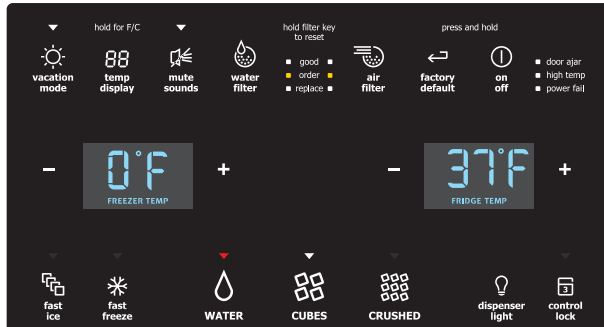 hold for F/C
hold filter key
to reset
press and hold
88
vacation
mode
temp
display
mute
sounds
water
filter
good
order
replace
air
filter
factory
default
on
off
door ajar
high temp
power fail
- 0°F +
FREEZER TEMP
- 37°F +
FRIDGE TEMP
fast
ice
fast
freeze
WATER
CUBES
CRUSHED
dispenser
light
3
control
lock